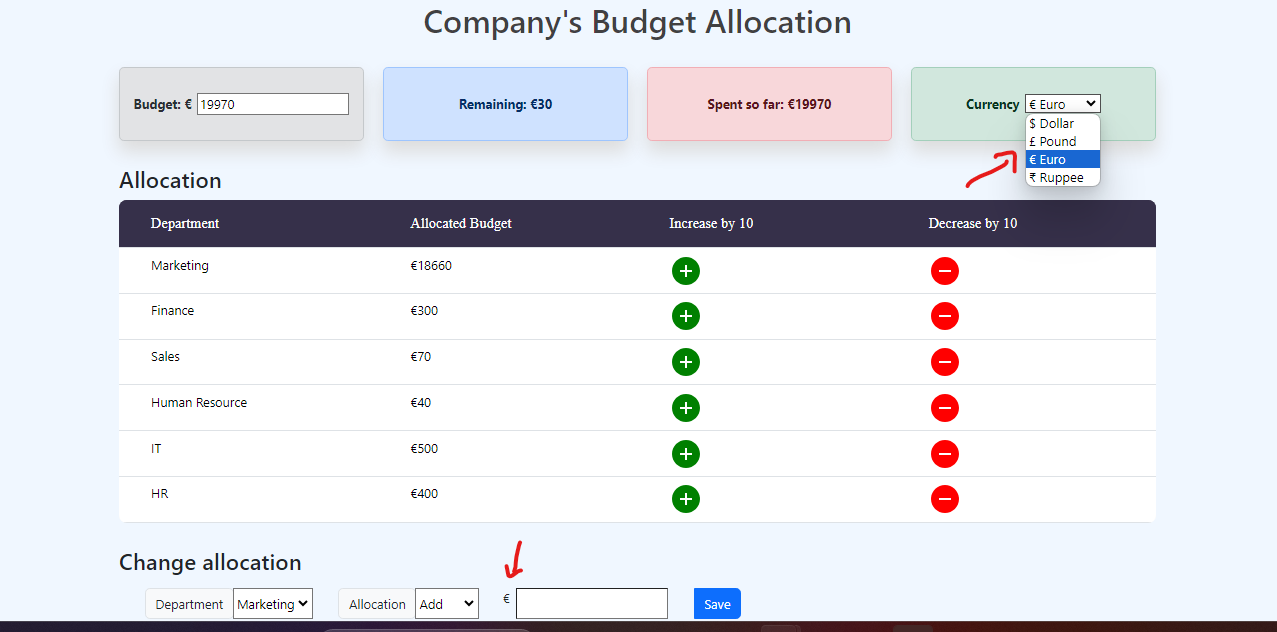 Company's Budget Allocation
Budget: € 19970
Remaining: €30
Spent so far: €19970
Currency € Euro
$ Dollar
£ Pound
€ Euro
₹ Ruppee
Allocation
Department Allocated Budget Increase by 10 Decrease by 10
Marketing €18660
Finance €300
Sales €70
Human Resource €40
IT €500
HR €400
Change allocation
Department Marketing Allocation Add € Save